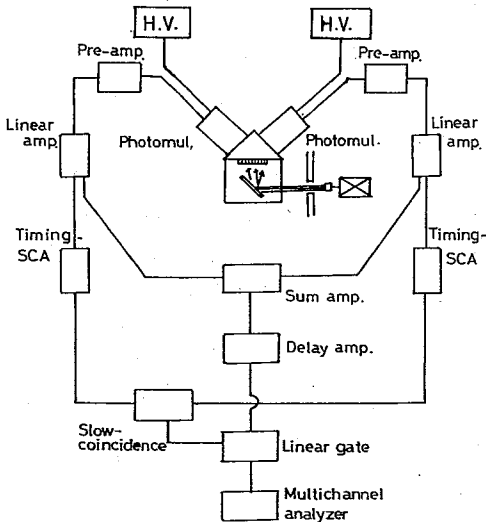 H.V.
H.V.
Pre-amp.
Pre-amp.
Linear
amp.
Photomul,
Photomul.
Linear
amp.
Timing-
SCA
Timing-
SCA
Sum amp.
Delay amp.
Slow-
coincidence
Linear gate
Multichannel
analyzer